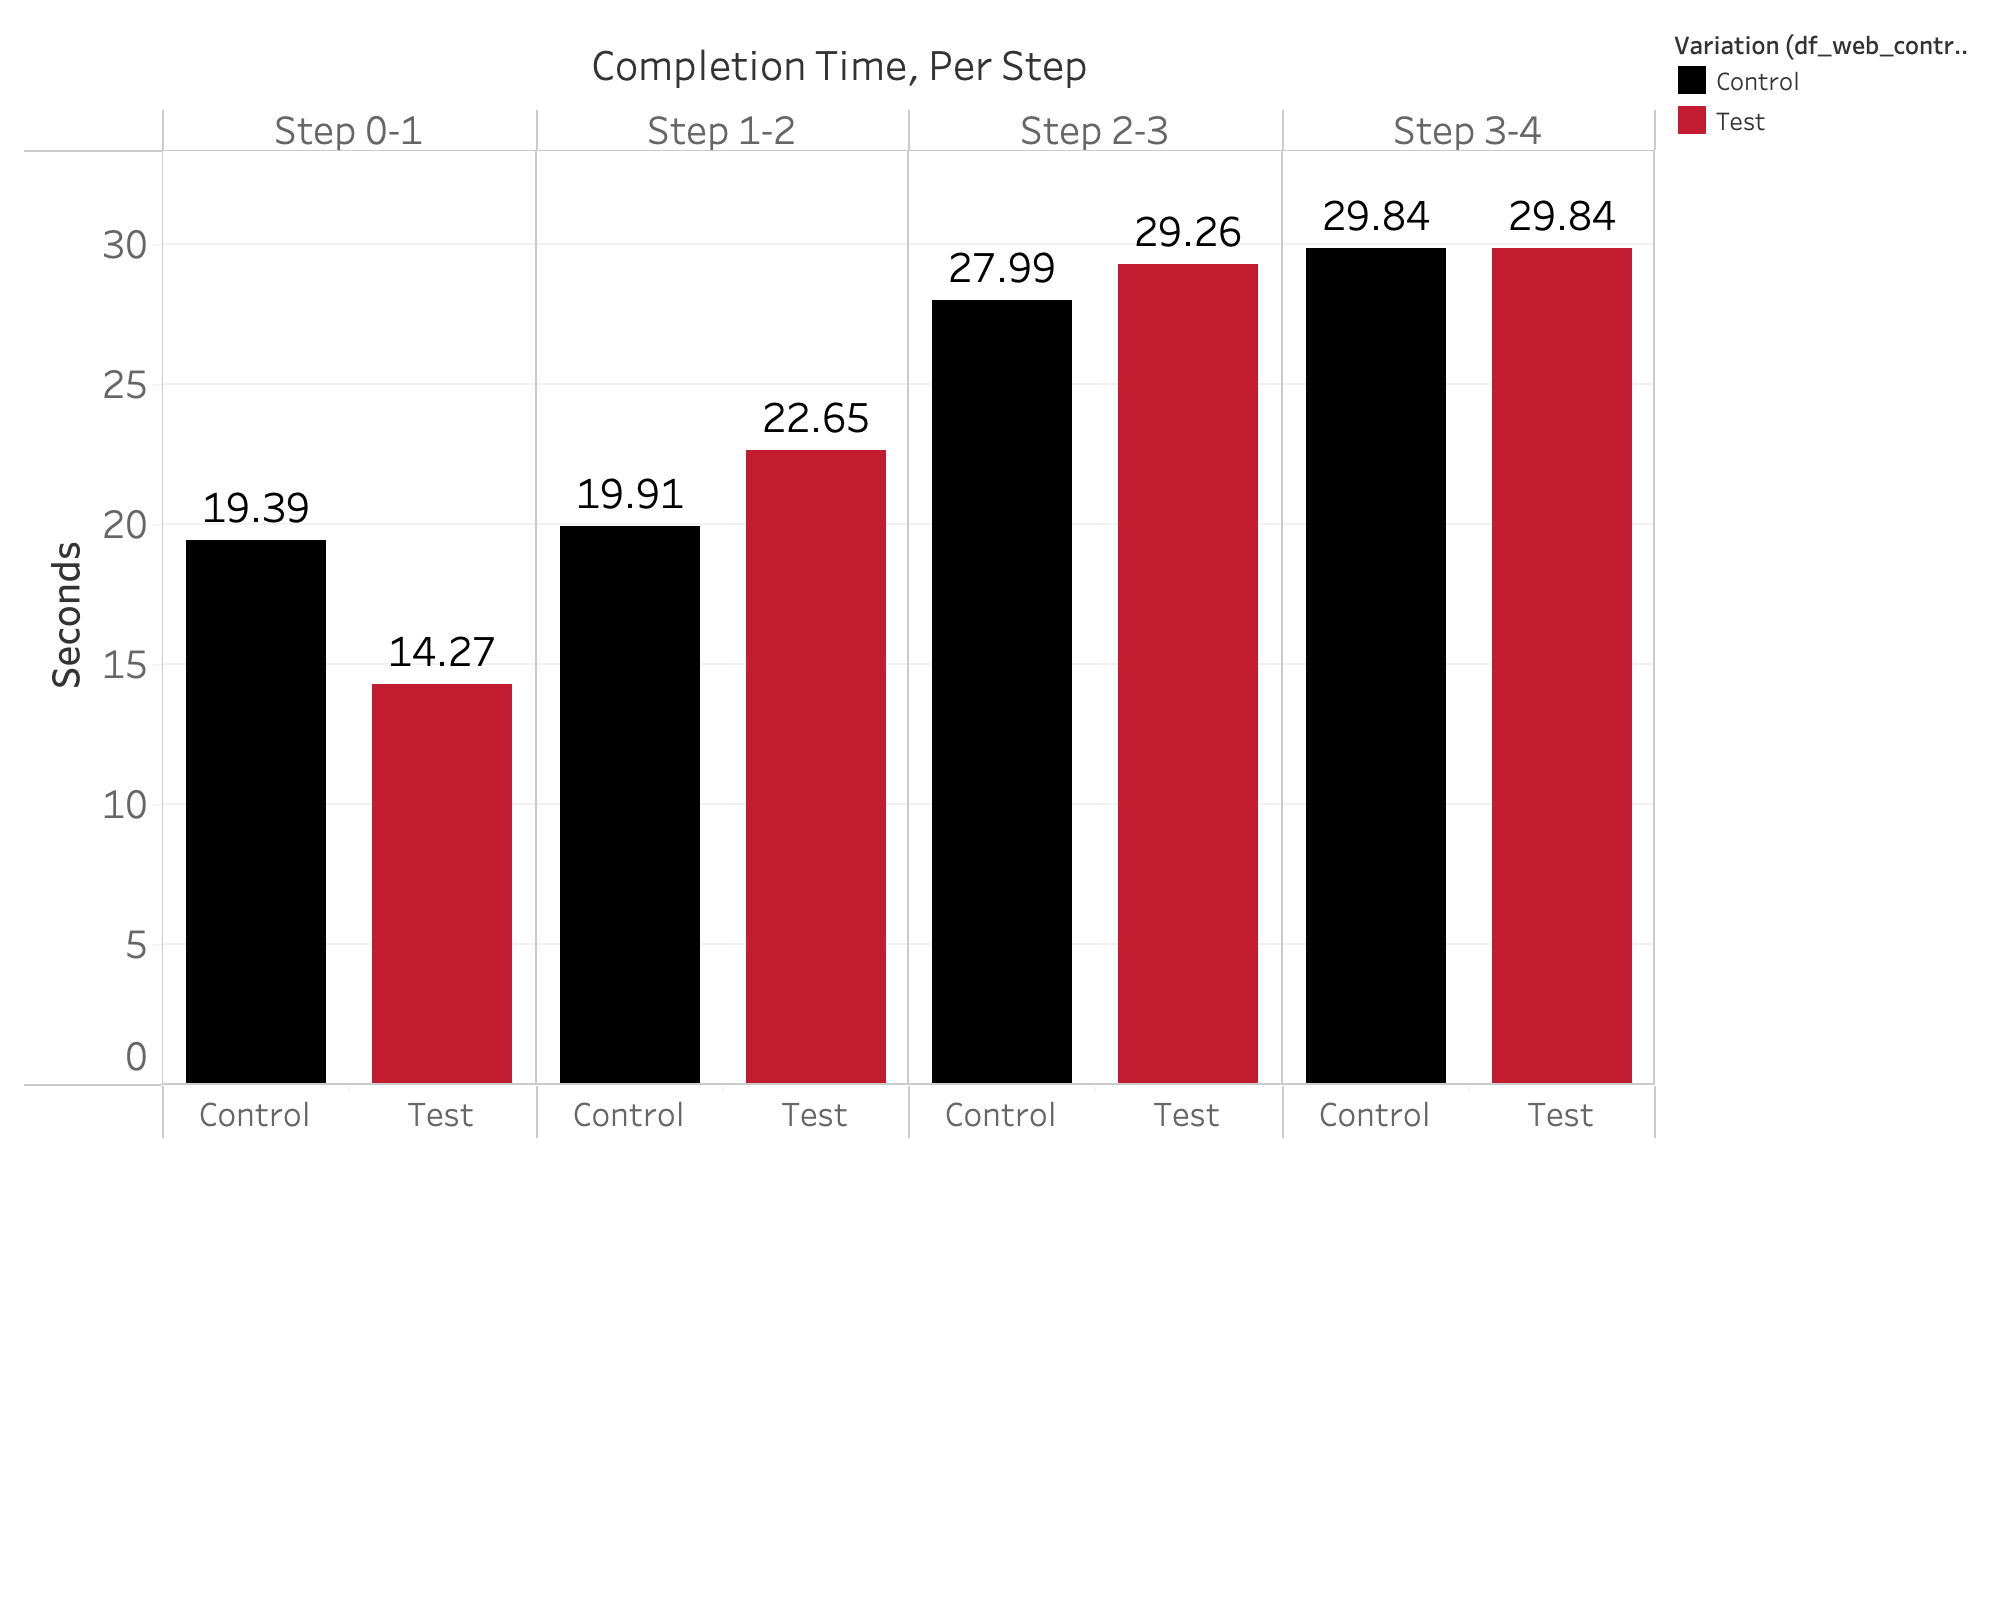 Completion Time, Per Step
Variation (df_web_contr..
Control
Test
Step 0-1 Step 1-2 Step 2-3 Step 3-4
Seconds
30
25
20
15
10
5
0
19.39
14.27
19.91
22.65
27.99
29.26
29.84
29.84
Control Test Control Test Control Test Control Test